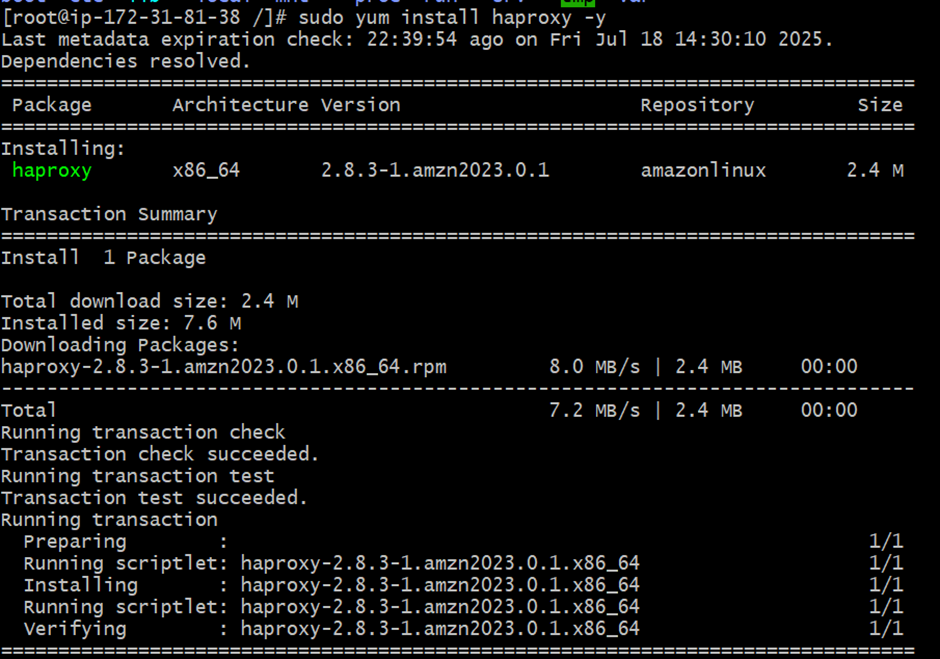 [root@ip-172-31-81-38 /]# sudo yum install haproxy -y
Last metadata expiration check: 22:39:54 ago on Fri Jul 18 14:30:10 2025.
Dependencies resolved.
================================================================================
 Package       Architecture Version                     Repository         Size
================================================================================
Installing:
 haproxy       x86_64       2.8.3-1.amzn2023.0.1        amazonlinux       2.4 M

Transaction Summary
================================================================================
Install  1 Package

Total download size: 2.4 M
Installed size: 7.6 M
Downloading Packages:
haproxy-2.8.3-1.amzn2023.0.1.x86_64.rpm         8.0 MB/s | 2.4 MB     00:00
--------------------------------------------------------------------------------
Total                                           7.2 MB/s | 2.4 MB     00:00
Running transaction check
Transaction check succeeded.
Running transaction test
Transaction test succeeded.
Running transaction
  Preparing        :                                                        1/1
  Running scriptlet: haproxy-2.8.3-1.amzn2023.0.1.x86_64                    1/1
  Installing       : haproxy-2.8.3-1.amzn2023.0.1.x86_64                    1/1
  Running scriptlet: haproxy-2.8.3-1.amzn2023.0.1.x86_64                    1/1
  Verifying        : haproxy-2.8.3-1.amzn2023.0.1.x86_64                    1/1
================================================================================